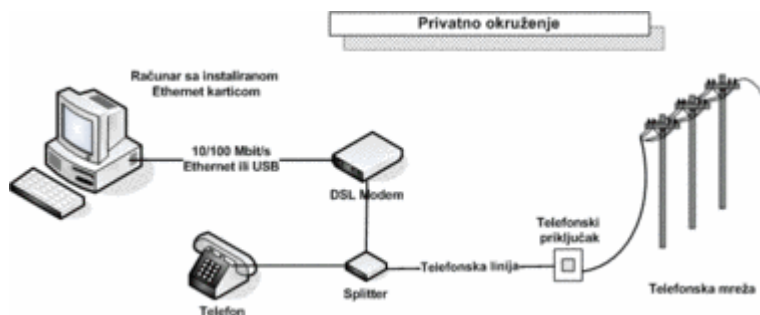 Privatno okruženje
Računar sa instaliranom
Ethernet karticom
10/100 Mbit/s
Ethernet ili USB
DSL Modem
Telefonski
priključak
Telefonska linija
Splitter
Telefon
Telefonska mreža